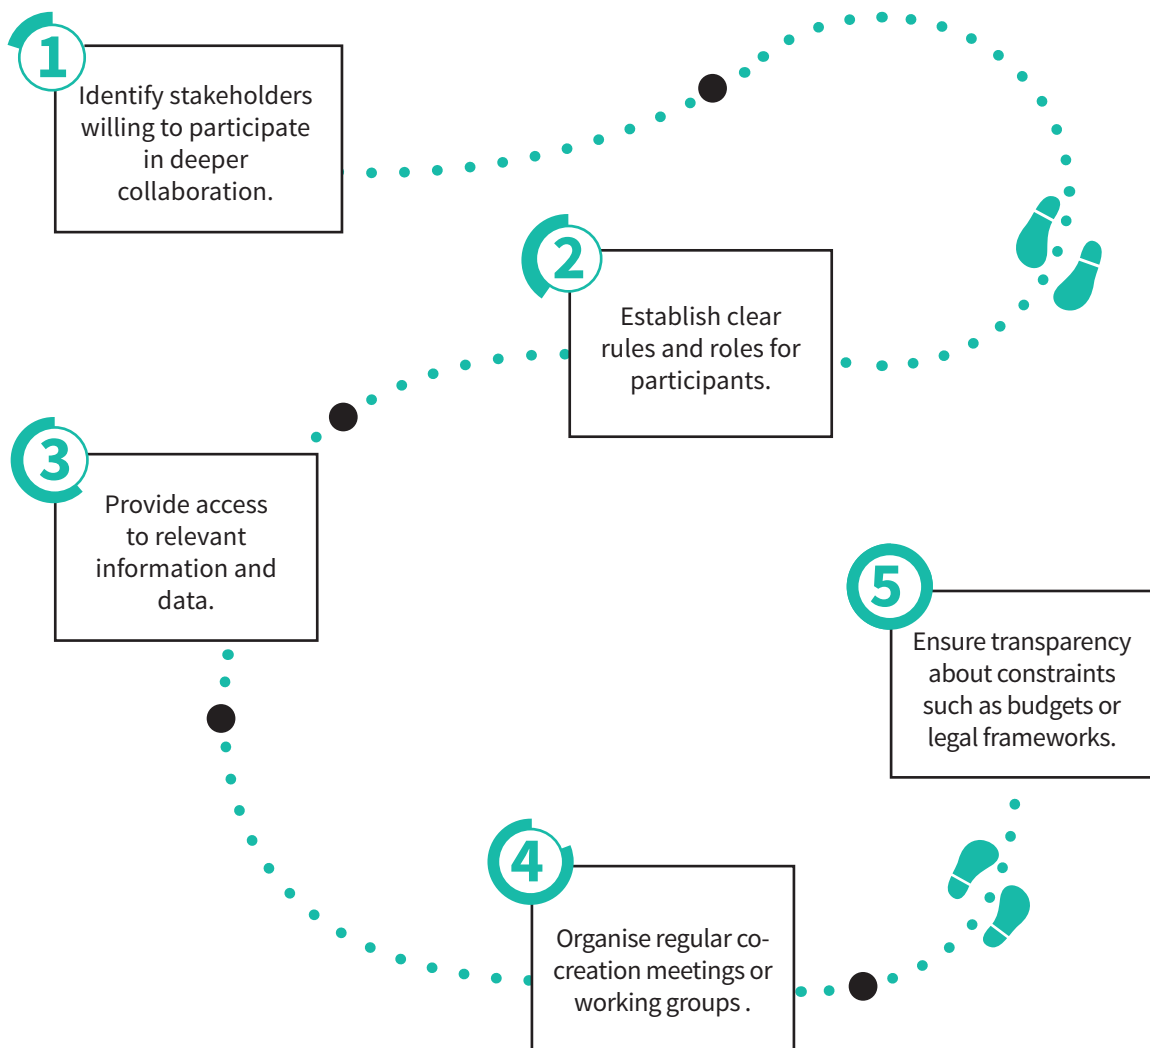 1
Identify stakeholders
willing to participate
in deeper
collaboration.
2
Establish clear
rules and roles for
participants.
3
Provide access
to relevant
information and
data.
4
Organise regular co-
creation meetings or
working groups .
5
Ensure transparency
about constraints
such as budgets or
legal frameworks.